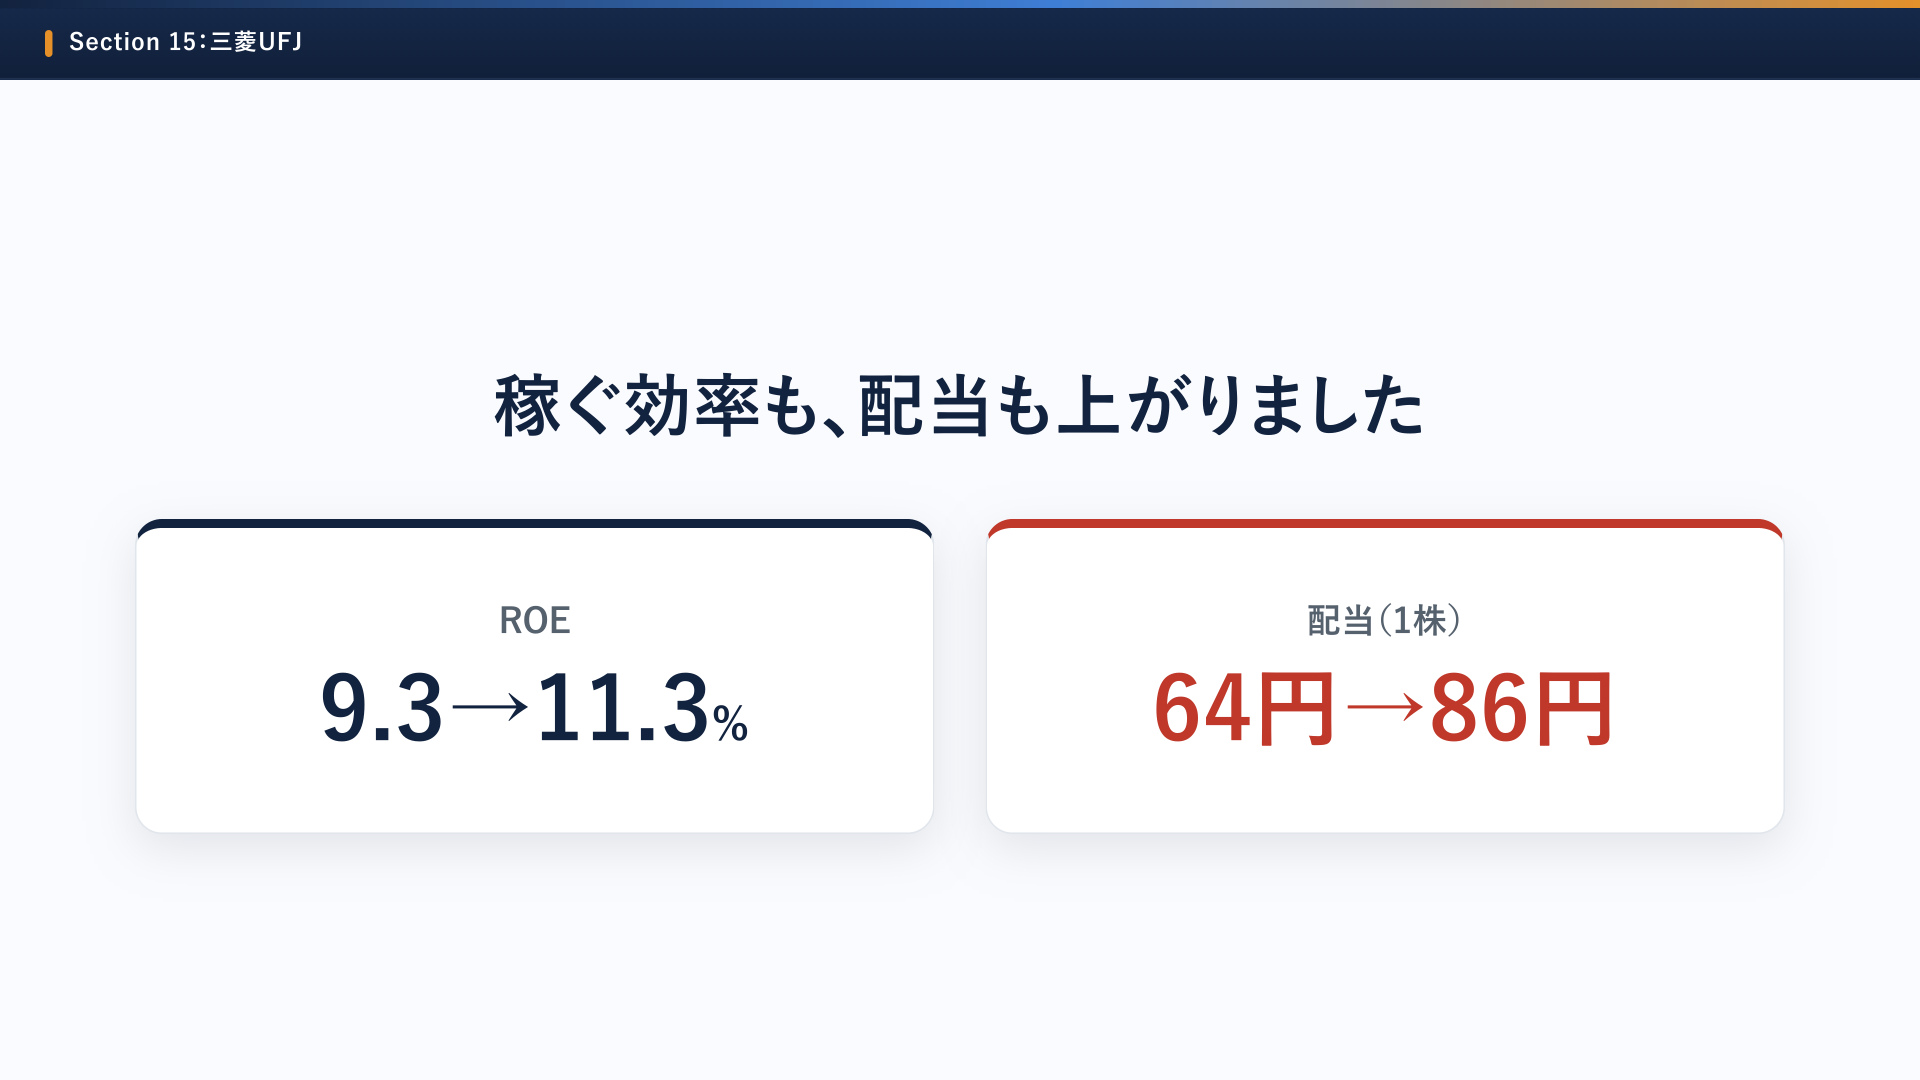 Section 15：三菱UFJ
稼ぐ効率も、配当も上がりました
ROE
9.3→11.3%
配当（1株）
64円→86円